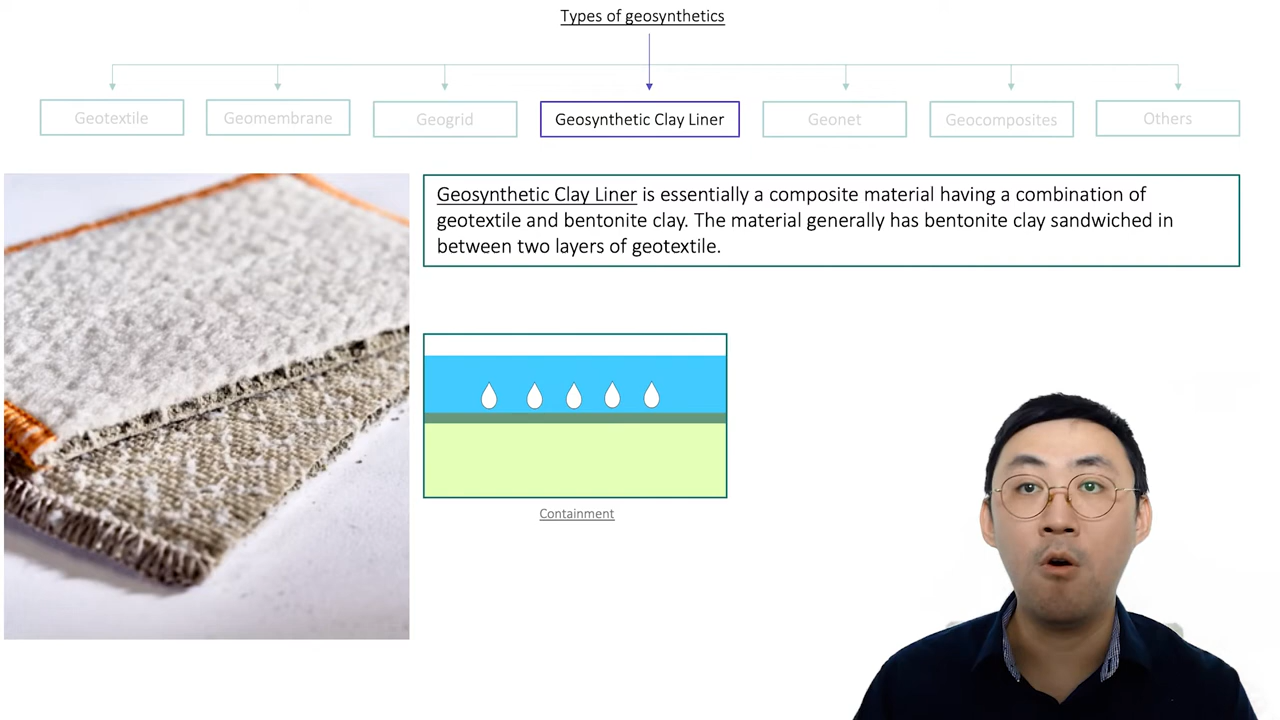 Types of geosynthetics
Geotextile
Geomembrane
Geogrid
Geosynthetic Clay Liner
Geonet
Geocomposites
Others
Geosynthetic Clay Liner is essentially a composite material having a combination of
geotextile and bentonite clay. The material generally has bentonite clay sandwiched in
between two layers of geotextile.
Containment